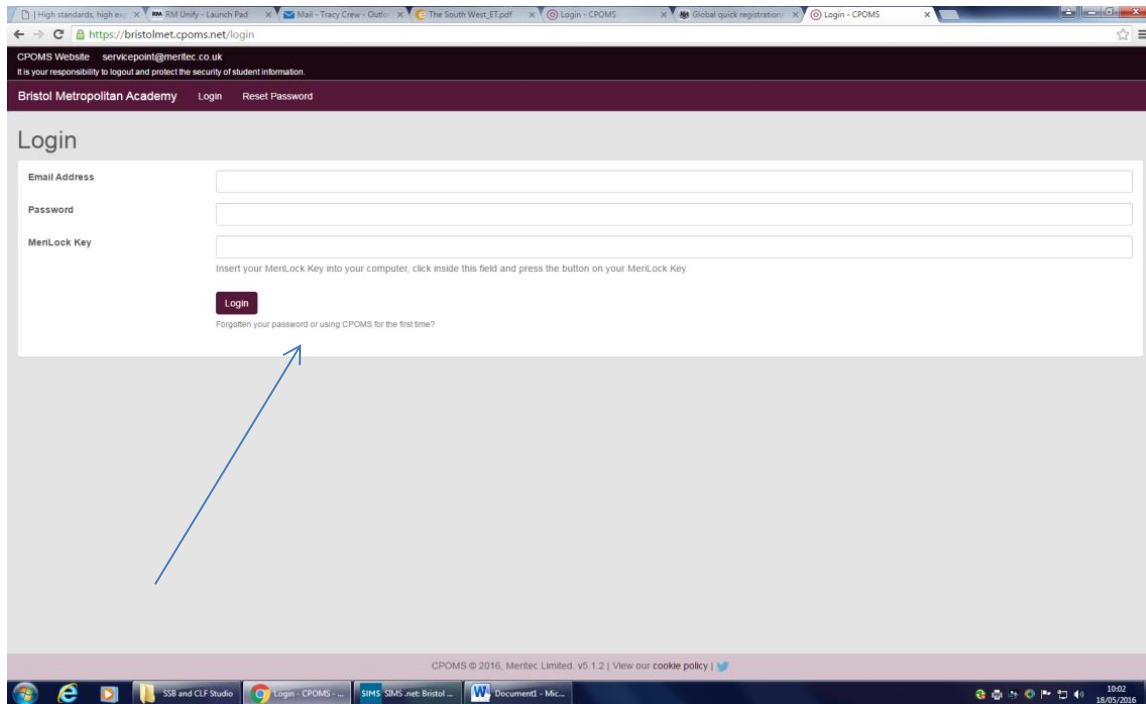 | High standards, high ex
RM Unify - Launch Pad
Mail - Tracy Crew - Outlo
The South West_ET.pdf
Login - CPOMS
Global quick registration
Login - CPOMS
https://bristolmet.cpoms.net/login
CPOMS Website servicepoint@meritec.co.uk
It is your responsibility to logout and protect the security of student information.
Bristol Metropolitan Academy Login Reset Password
Login
Email Address
Password
MeriLock Key
Insert your MeriLock Key into your computer, click inside this field and press the button on your MeriLock Key.
Login
Forgotten your password or using CPOMS for the first time?
CPOMS © 2016, Meritec Limited. v5.1.2 | View our cookie policy |
SSB and CLF Studio
Login - CPOMS - ...
SIMS SIMS .net: Bristol ...
Document1 - Mic...
10:02
18/05/2016